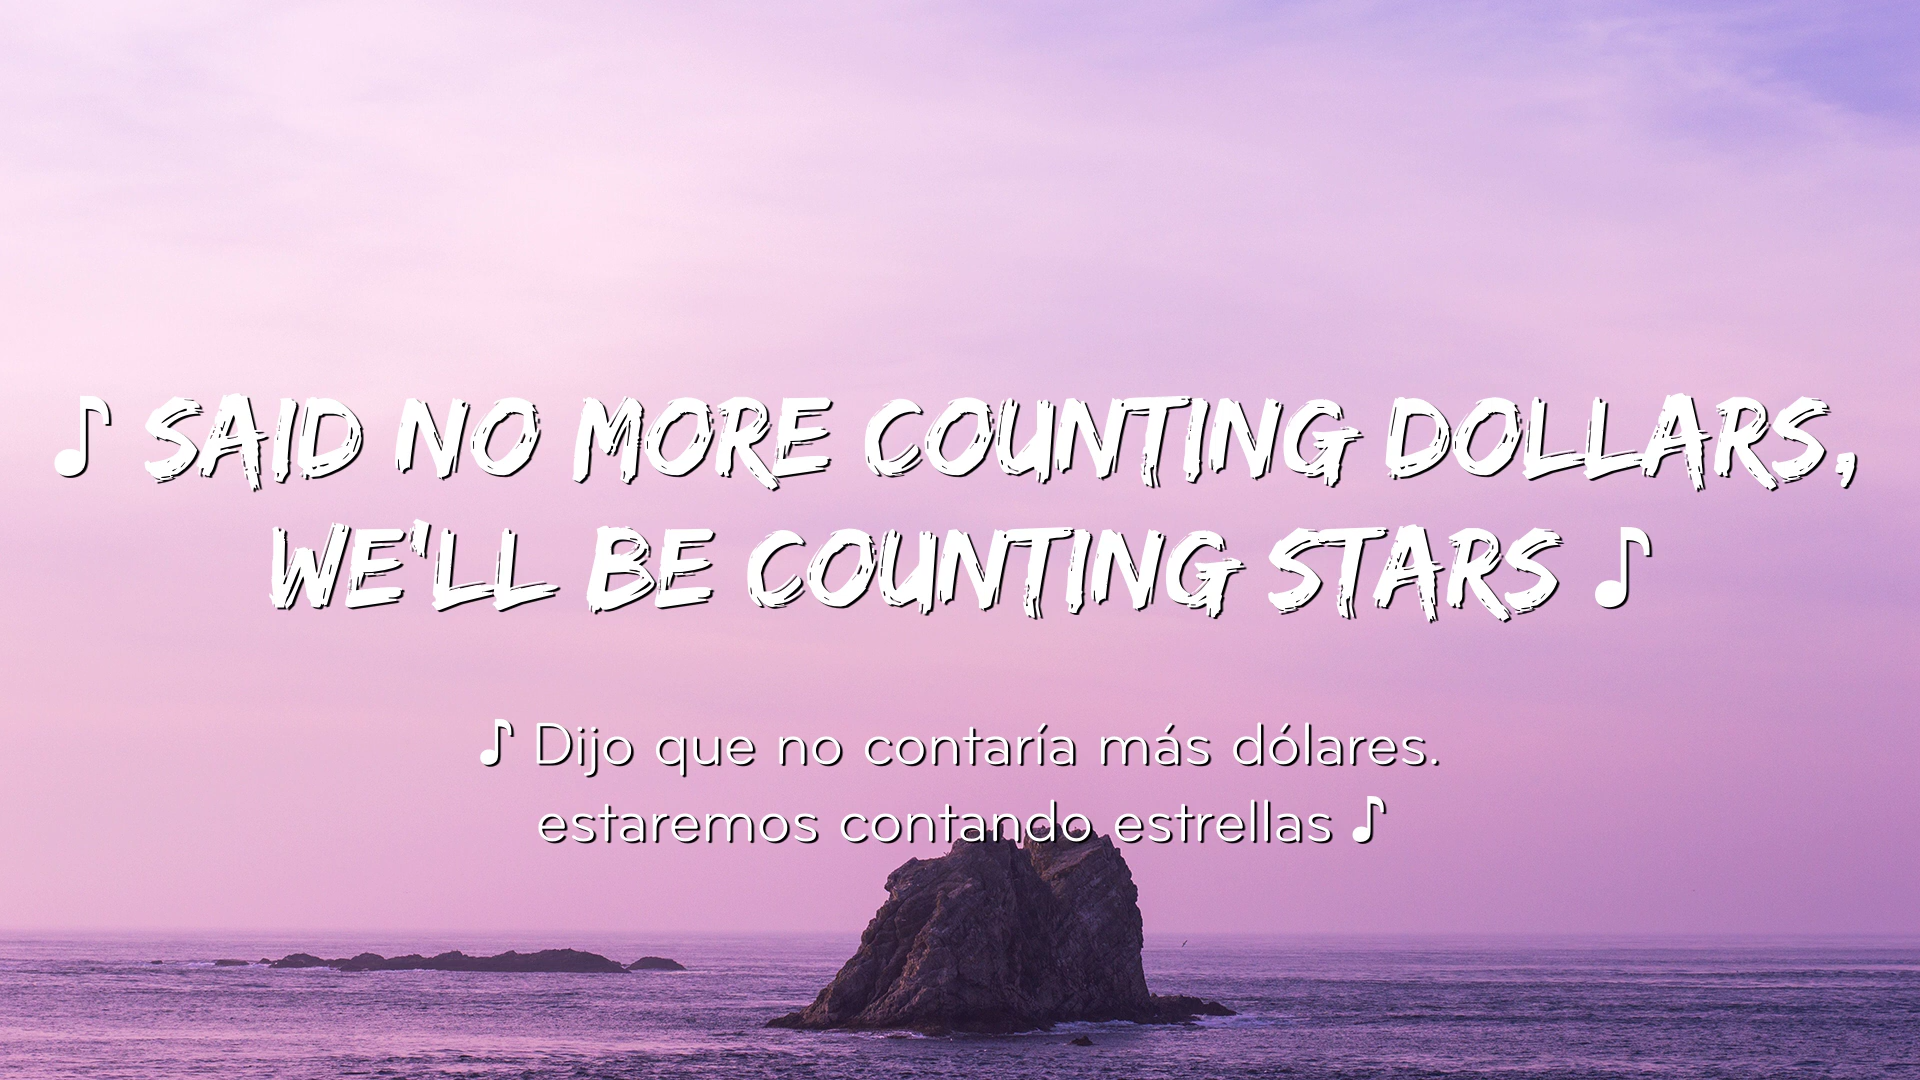 ♪ SAID NO MORE COUNTING DOLLARS,
WE'LL BE COUNTING STARS ♪
♪ Dijo que no contaría más dólares.
estaremos contando estrellas ♪